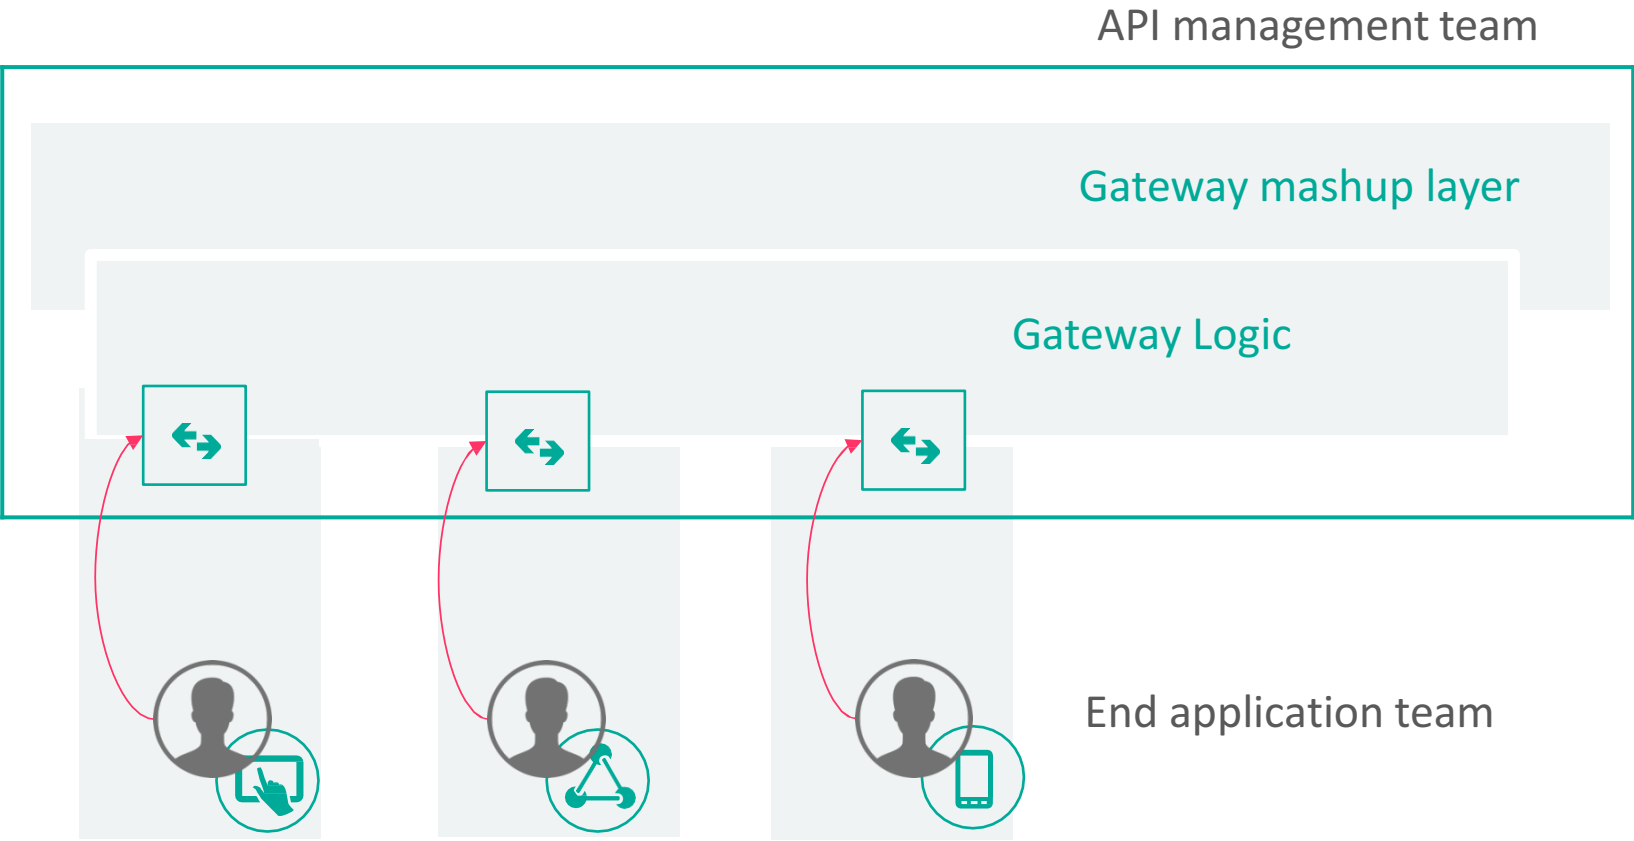 API management team
Gateway mashup layer
Gateway Logic
End application team